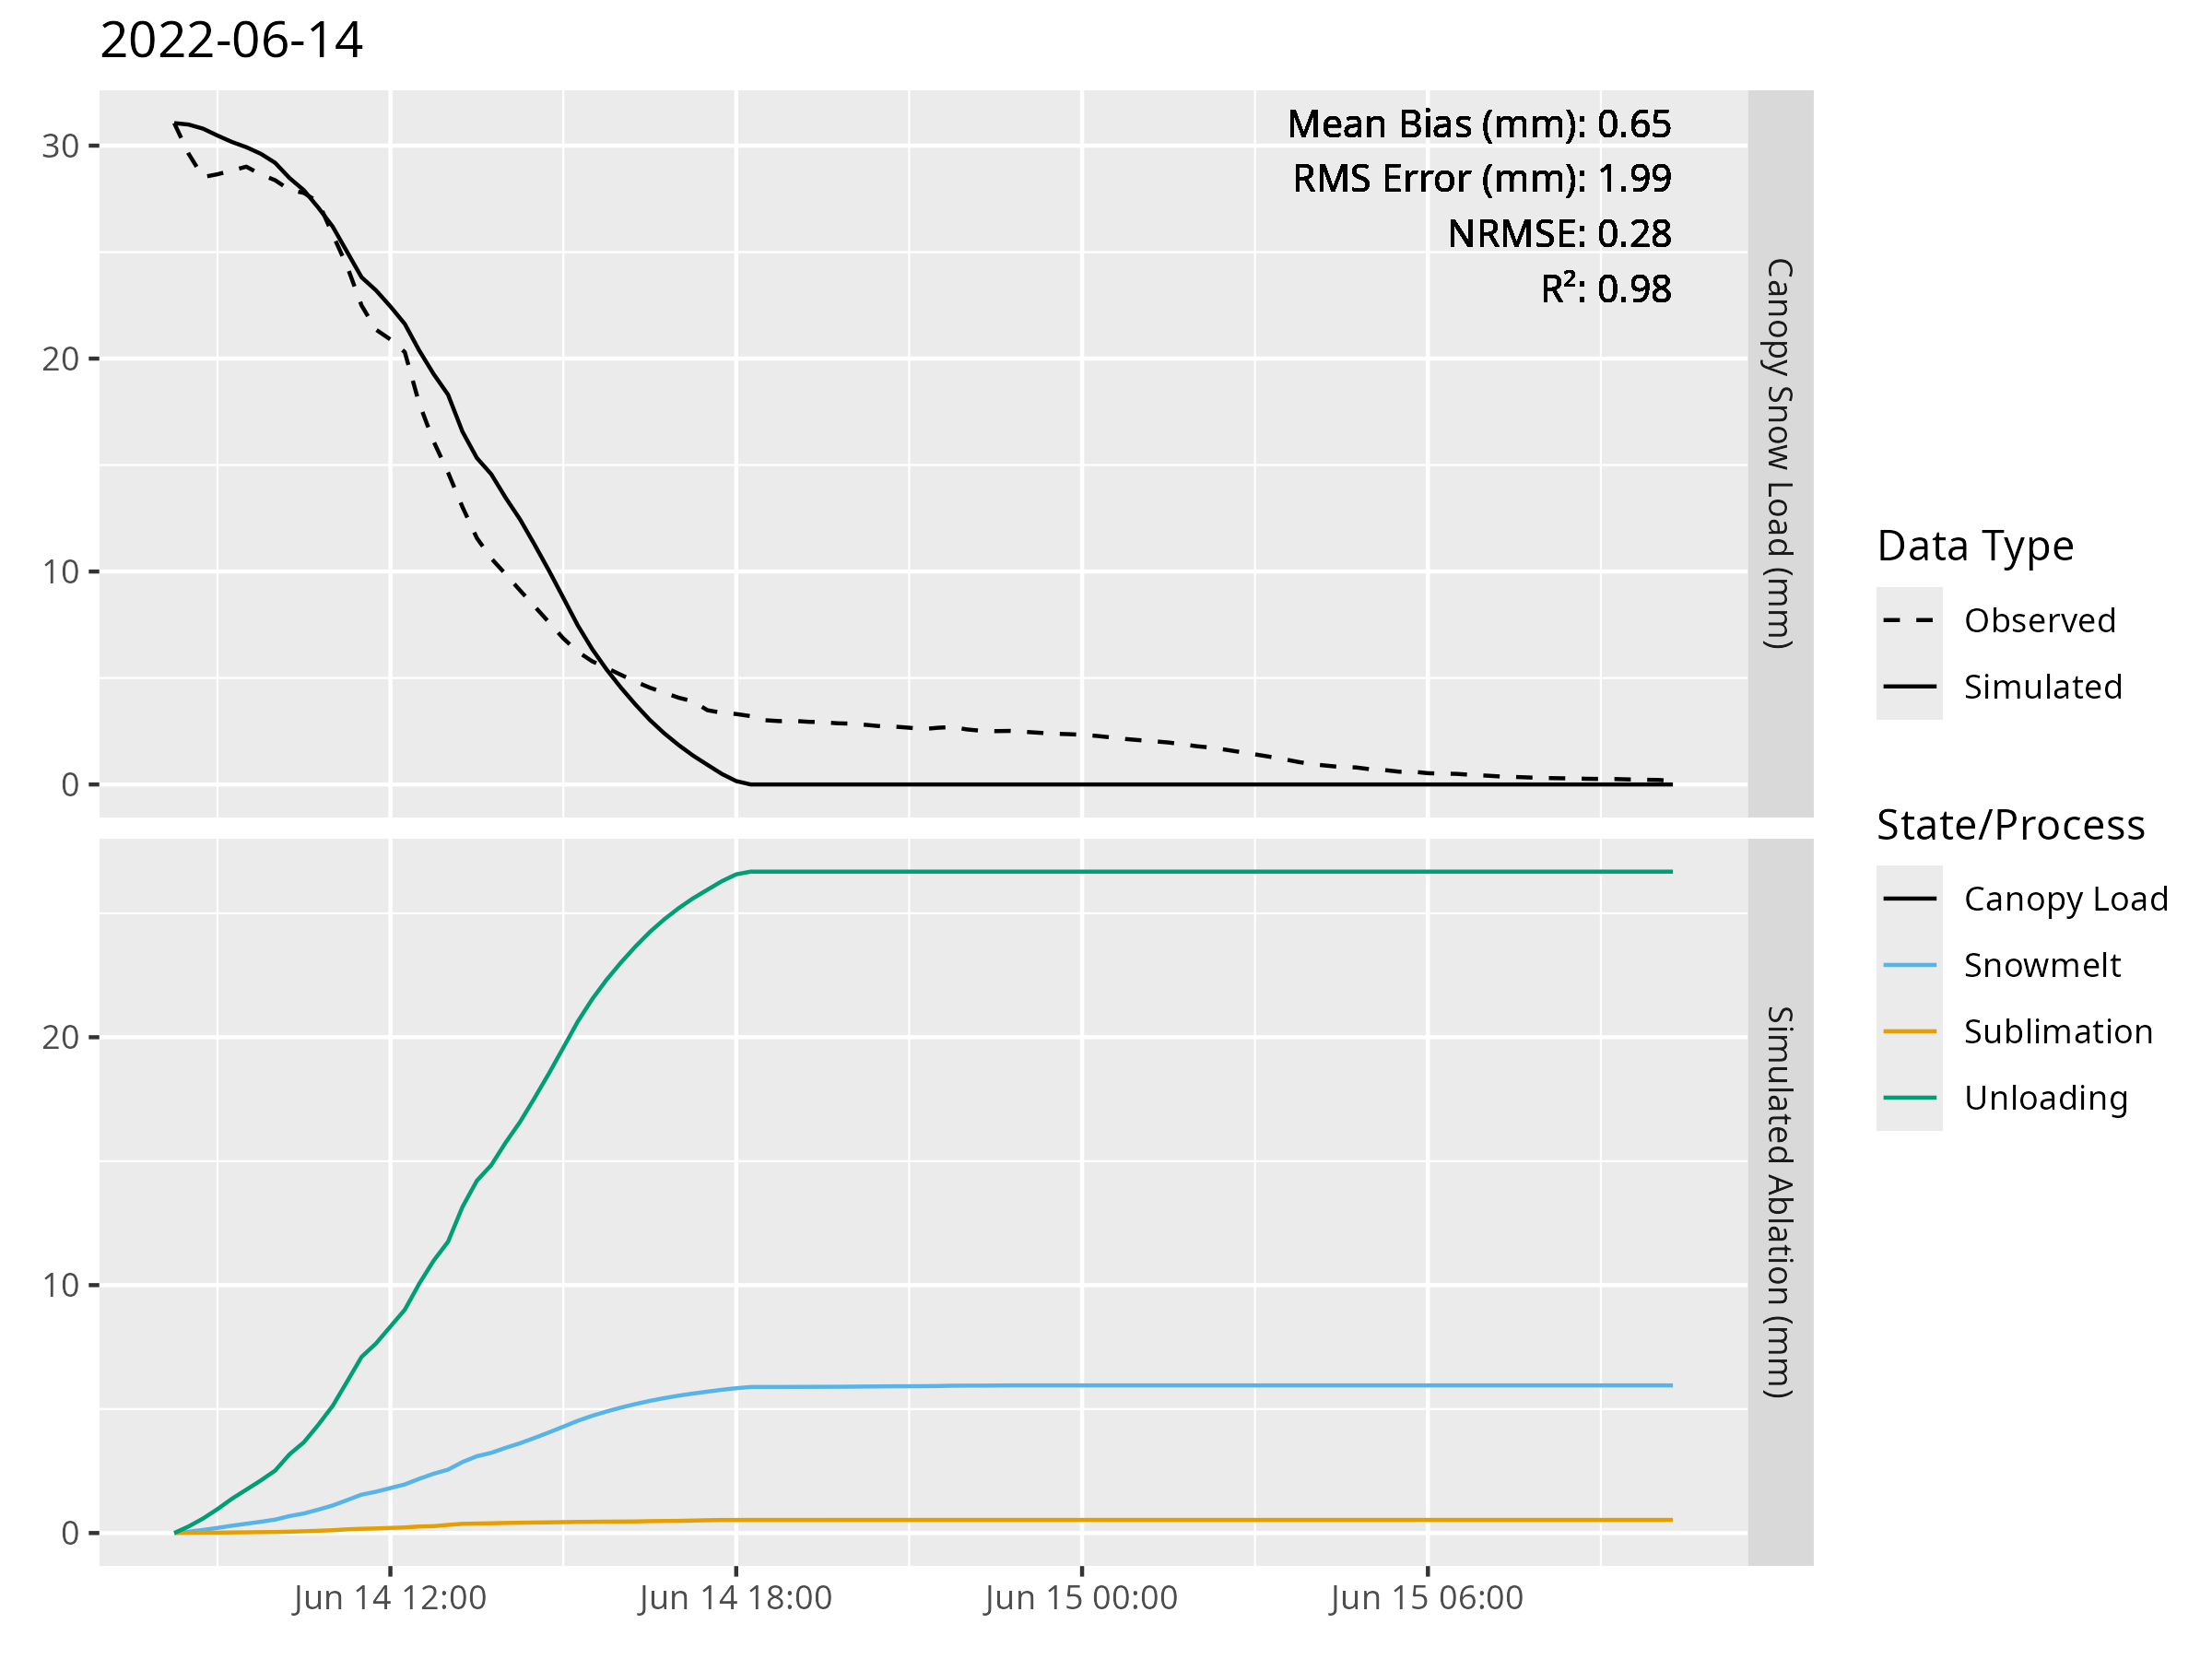 2022-06-14
Mean Bias (mm): 0.65
RMS Error (mm): 1.99
NRMSE: 0.28
R²: 0.98
30
20
10
0
Canopy Snow Load (mm)
20
10
0
Simulated Ablation (mm)
Jun 14 12:00
Jun 14 18:00
Jun 15 00:00
Jun 15 06:00
Data Type
Observed
Simulated
State/Process
Canopy Load
Snowmelt
Sublimation
Unloading